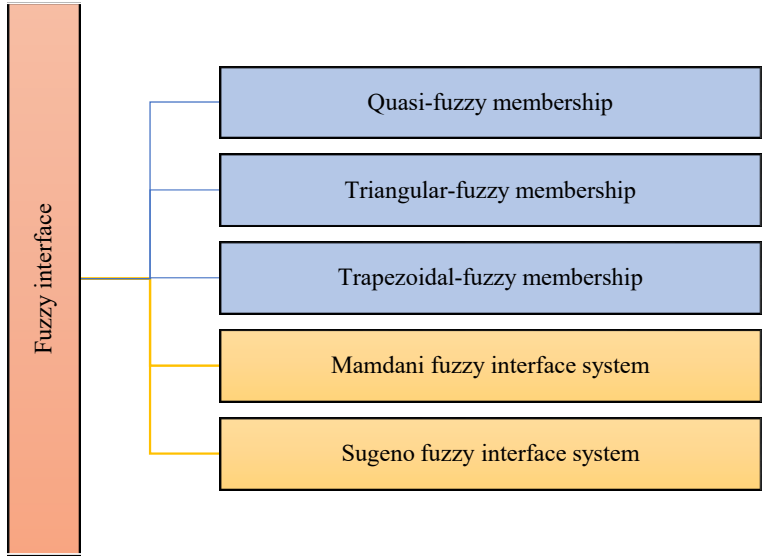 Fuzzy interface
Quasi-fuzzy membership
Triangular-fuzzy membership
Trapezoidal-fuzzy membership
Mamdani fuzzy interface system
Sugeno fuzzy interface system